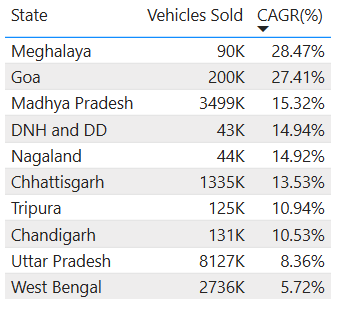 State Vehicles Sold CAGR(%)
Meghalaya 90K 28.47%
Goa 200K 27.41%
Madhya Pradesh 3499K 15.32%
DNH and DD 43K 14.94%
Nagaland 44K 14.92%
Chhattisgarh 1335K 13.53%
Tripura 125K 10.94%
Chandigarh 131K 10.53%
Uttar Pradesh 8127K 8.36%
West Bengal 2736K 5.72%